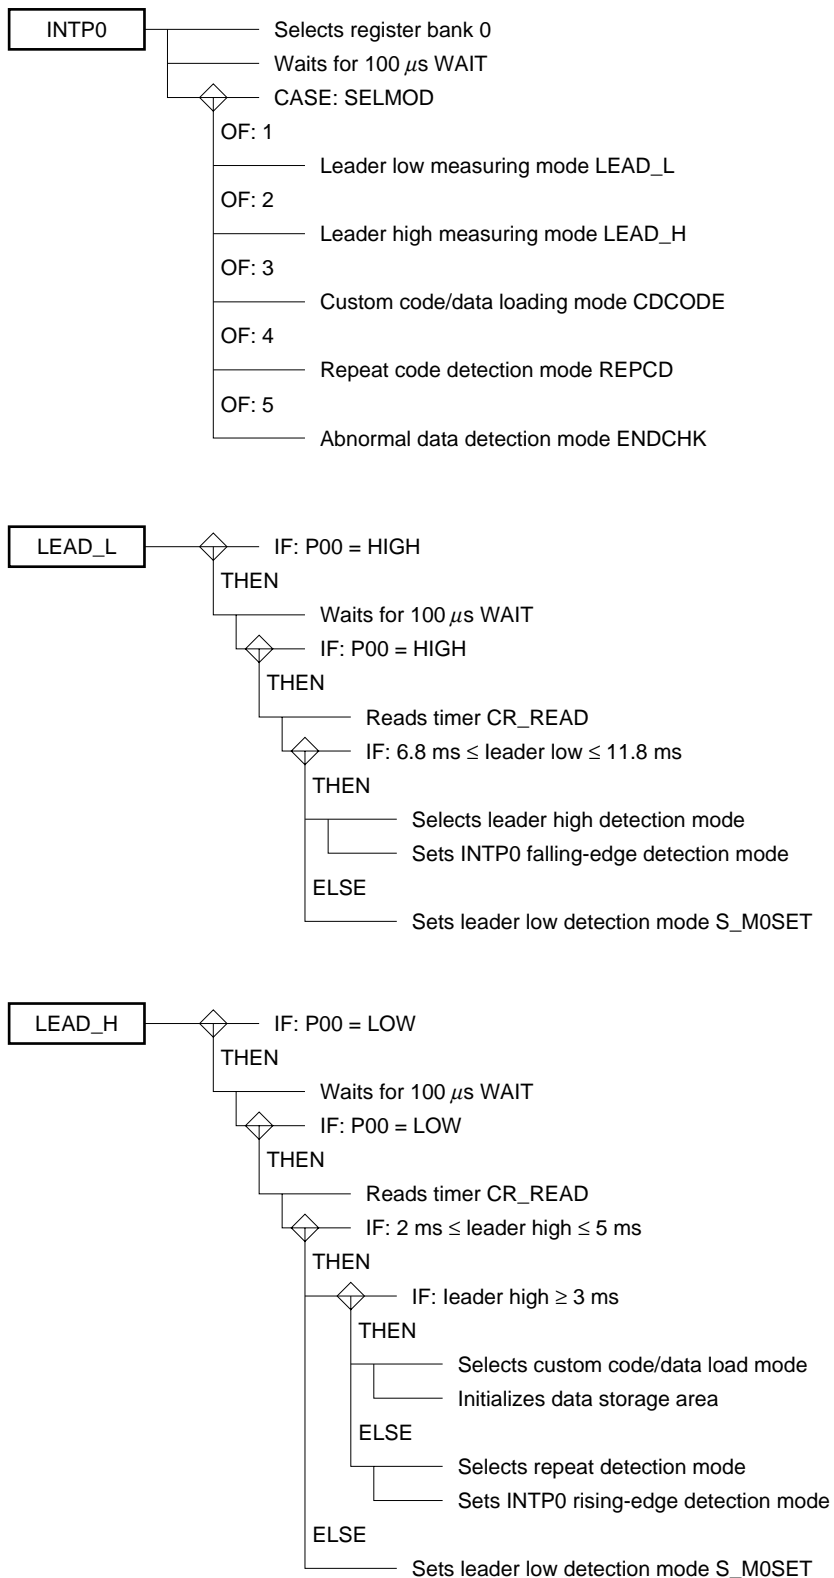 INTP0
Selects register bank 0
Waits for 100 μs WAIT
CASE: SELMOD
OF: 1
Leader low measuring mode LEAD_L
OF: 2
Leader high measuring mode LEAD_H
OF: 3
Custom code/data loading mode CDCODE
OF: 4
Repeat code detection mode REPCD
OF: 5
Abnormal data detection mode ENDCHK
LEAD_L
IF: P00 = HIGH
THEN
Waits for 100 μs WAIT
IF: P00 = HIGH
THEN
Reads timer CR_READ
IF: 6.8 ms ≤ leader low ≤ 11.8 ms
THEN
Selects leader high detection mode
Sets INTP0 falling-edge detection mode
ELSE
Sets leader low detection mode S_M0SET
LEAD_H
IF: P00 = LOW
THEN
Waits for 100 μs WAIT
IF: P00 = LOW
THEN
Reads timer CR_READ
IF: 2 ms ≤ leader high ≤ 5 ms
THEN
IF: leader high ≥ 3 ms
THEN
Selects custom code/data load mode
Initializes data storage area
ELSE
Selects repeat detection mode
Sets INTP0 rising-edge detection mode
ELSE
Sets leader low detection mode S_M0SET